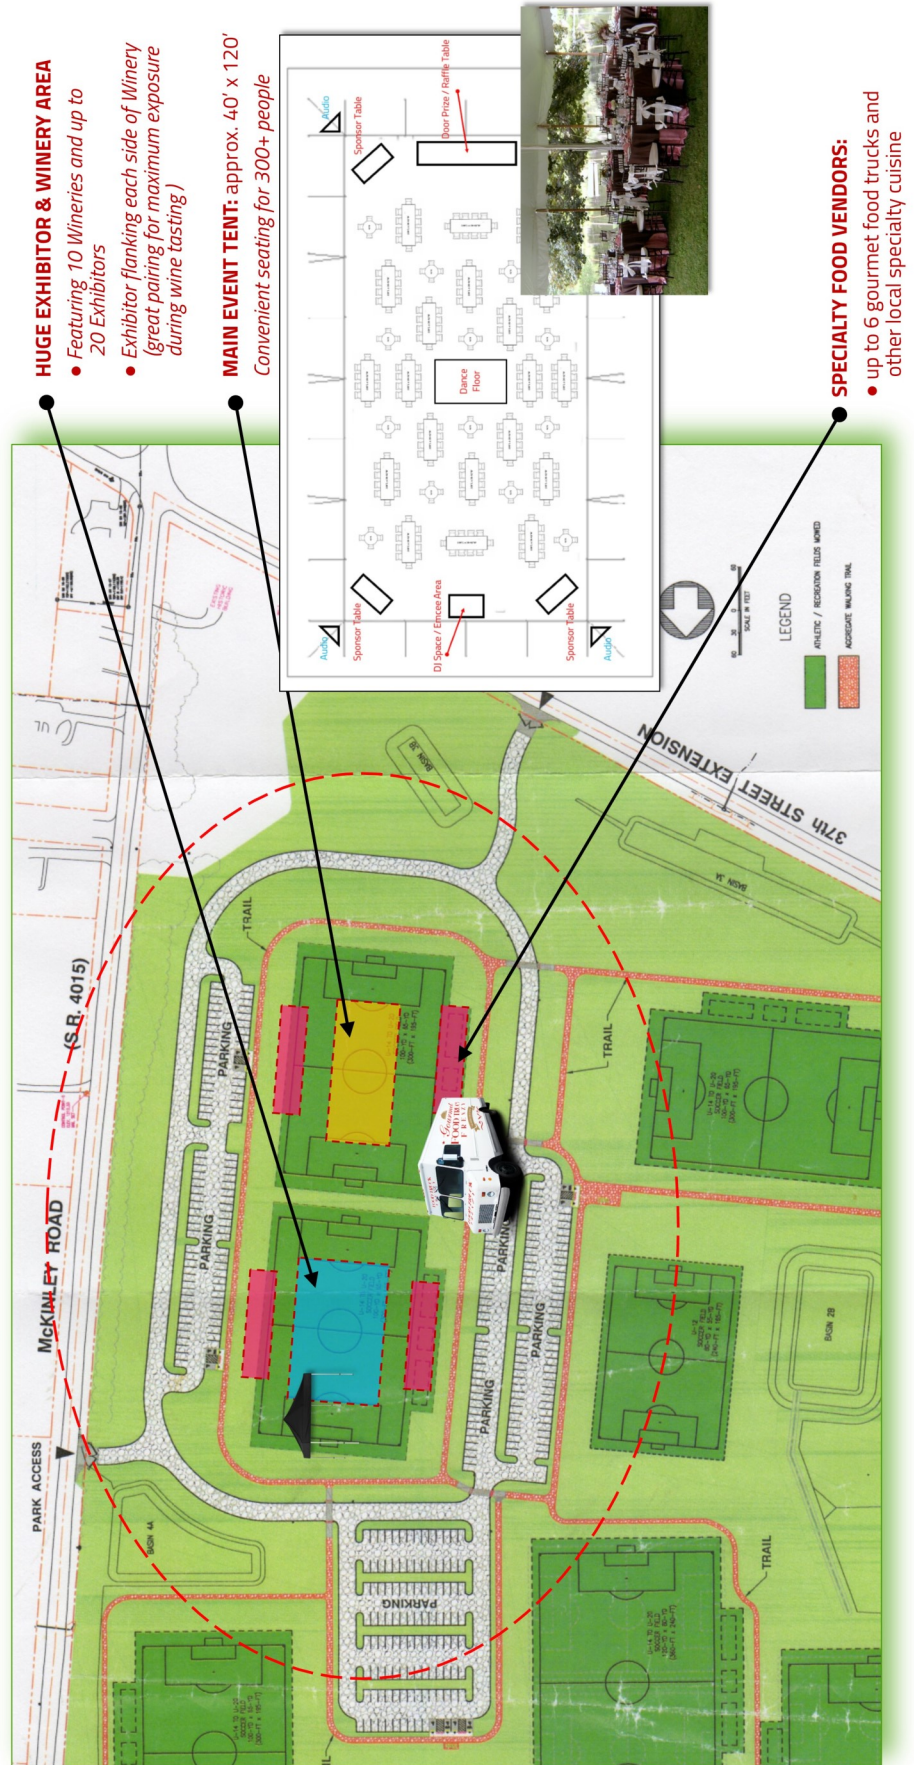 HUGE EXHIBITOR & WINERY AREA
• Featuring 10 Wineries and up to
20 Exhibitors
• Exhibitor flanking each side of Winery
(great pairing for maximum exposure
during wine tasting )
MAIN EVENT TENT: approx. 40' x 120'
Convenient seating for 300+ people
SPECIALTY FOOD VENDORS:
• up to 6 gourmet food trucks and
other local specialty cuisine
Audio
Sponsor Table
Door Prize / Raffle Table
Dance
Floor
Audio
Sponsor Table
DJ Space / Emcee Area
Sponsor Table
Audio
SCALE IN FEET
LEGEND
ATHLETIC / RECREATION FIELDS MOWED
AGGREGATE WALKING TRAIL
37th STREET EXTENSION
McKINLEY ROAD
(S.R. 4015)
PARK ACCESS
BASIN 3B
BASIN 3A
BASIN 2B
BASIN 4A
TRAIL
TRAIL
TRAIL
PARKING
PARKING
PARKING
PARKING
PARKING
PARKING